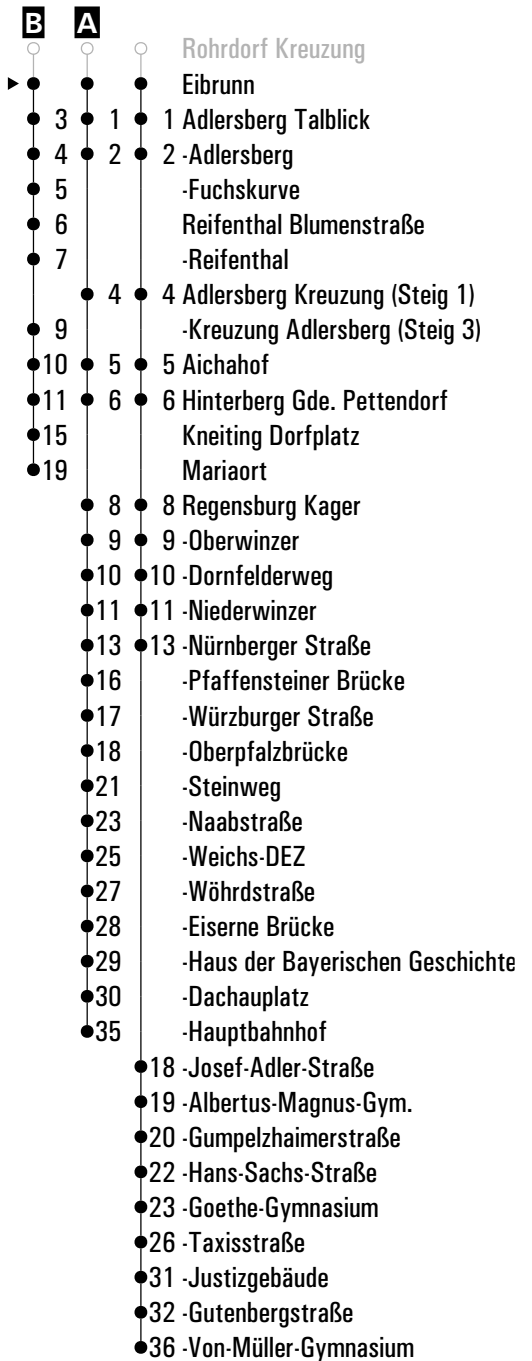 B A
Rohrdorf Kreuzung
Eibrunn
3 1 1 Adlersberg Talblick
4 2 2 -Adlersberg
5 -Fuchskurve
6 Reifenthal Blumenstraße
7 -Reifenthal
4 4 Adlersberg Kreuzung (Steig 1)
9 -Kreuzung Adlersberg (Steig 3)
10 5 5 Aichahof
11 6 6 Hinterberg Gde. Pettendorf
15 Kneiting Dorfplatz
19 Mariaort
8 8 Regensburg Kager
9 9 -Oberwinzer
10 10 -Dornfelderweg
11 11 -Niederwinzer
13 13 -Nürnberger Straße
16 -Pfaffensteiner Brücke
17 -Würzburger Straße
18 -Oberpfalzbrücke
21 -Steinweg
23 -Naabstraße
25 -Weichs-DEZ
27 -Wöhrdstraße
28 -Eiserne Brücke
29 -Haus der Bayerischen Geschichte
30 -Dachauplatz
35 -Hauptbahnhof
18 -Josef-Adler-Straße
19 -Albertus-Magnus-Gym.
20 -Gumpelzhaimerstraße
22 -Hans-Sachs-Straße
23 -Goethe-Gymnasium
26 -Taxisstraße
31 -Justizgebäude
32 -Gutenbergstraße
36 -Von-Müller-Gymnasium